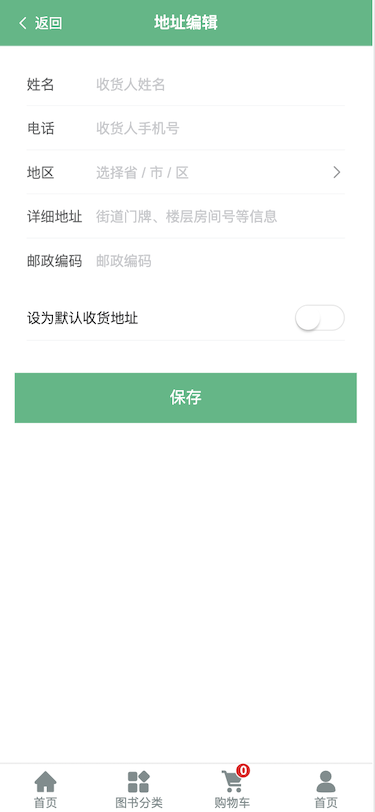 返回 地址编辑
姓名 收货人姓名
电话 收货人手机号
地区 选择省 / 市 / 区
详细地址 街道门牌、楼层房间号等信息
邮政编码 邮政编码
设为默认收货地址
保存
0
首页 图书分类 购物车 首页